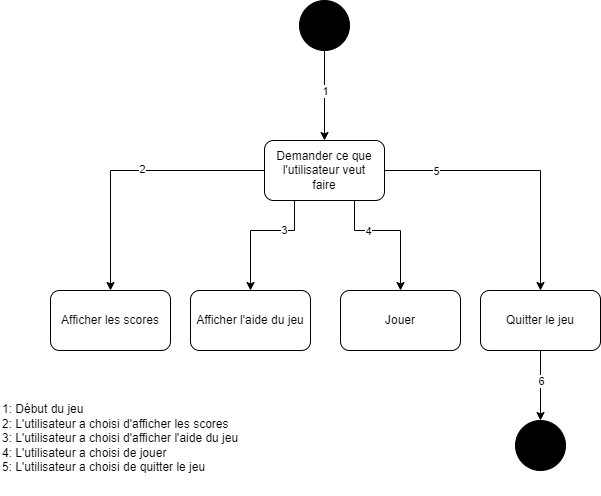 1
Demander ce que
l'utilisateur veut
faire
2
5
3
4
Afficher les scores
Afficher l'aide du jeu
Jouer
Quitter le jeu
6
1: Début du jeu
2: L'utilisateur a choisi d'afficher les scores
3: L'utilisateur a choisi d'afficher l'aide du jeu
4: L'utilisateur a choisi de jouer
5: L'utilisateur a choisi de quitter le jeu